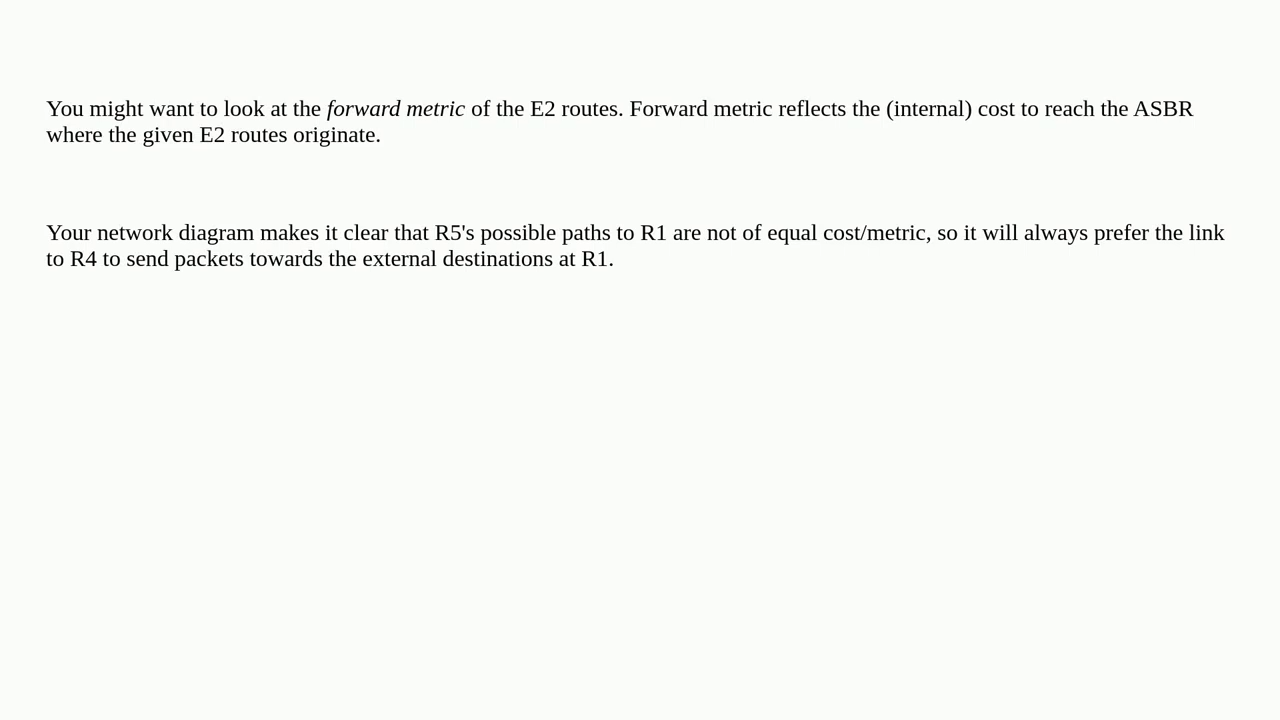 You might want to look at the forward metric of the E2 routes. Forward metric reflects the (internal) cost to reach the ASBR
where the given E2 routes originate.
Your network diagram makes it clear that R5's possible paths to R1 are not of equal cost/metric, so it will always prefer the link
to R4 to send packets towards the external destinations at R1.